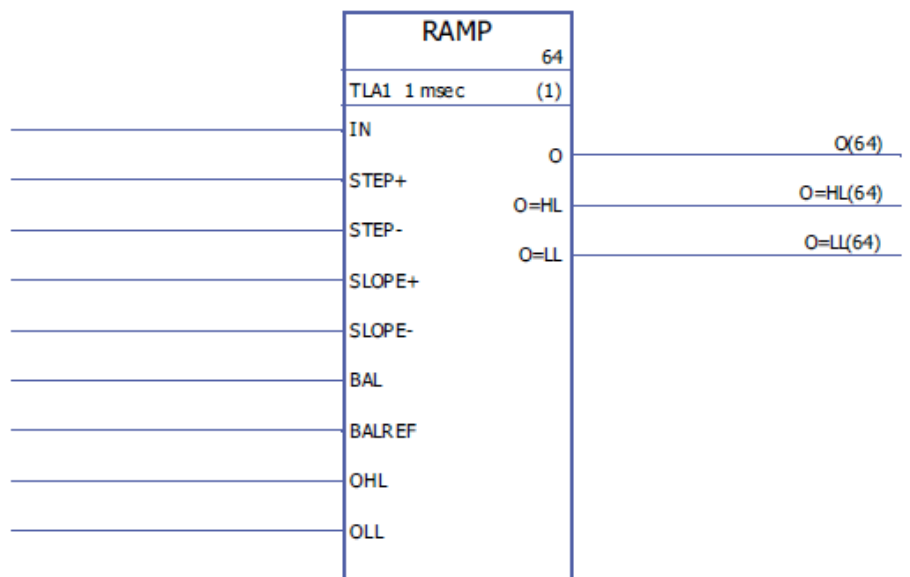 RAMP
64
TLA1 1 msec (1)
IN
O O(64)
STEP+
O=HL O=HL(64)
STEP-
O=LL O=LL(64)
SLOPE+
SLOPE-
BAL
BALREF
OHL
OLL